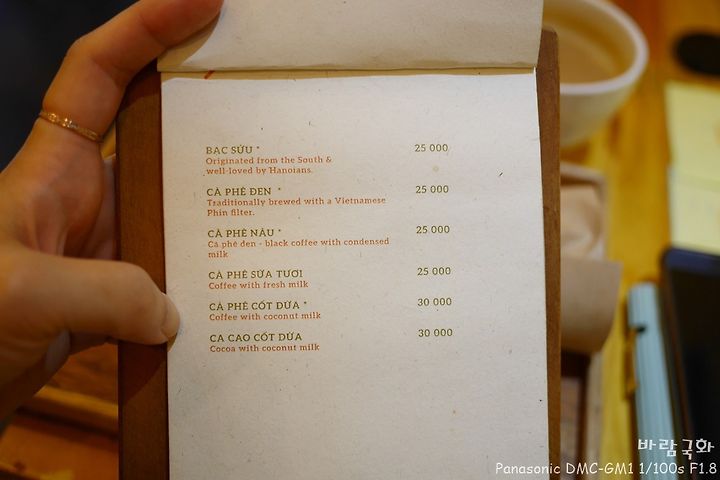 BẠC SỬU *
25 000
Originated from the South &
well-loved by Hanoians.
CÀ PHÊ ĐEN *
25 000
Traditionally brewed with a Vietnamese
Phin filter.
CÀ PHÊ NÂU *
25 000
Cà phê đen - black coffee with condensed
milk
CÀ PHÊ SỮA TƯƠI
25 000
Coffee with fresh milk
CÀ PHÊ CỐT DỪA *
30 000
Coffee with coconut milk
CA CAO CỐT DỪA
30 000
Cocoa with coconut milk
바람국화
Panasonic DMC-GM1 1/100s F1.8